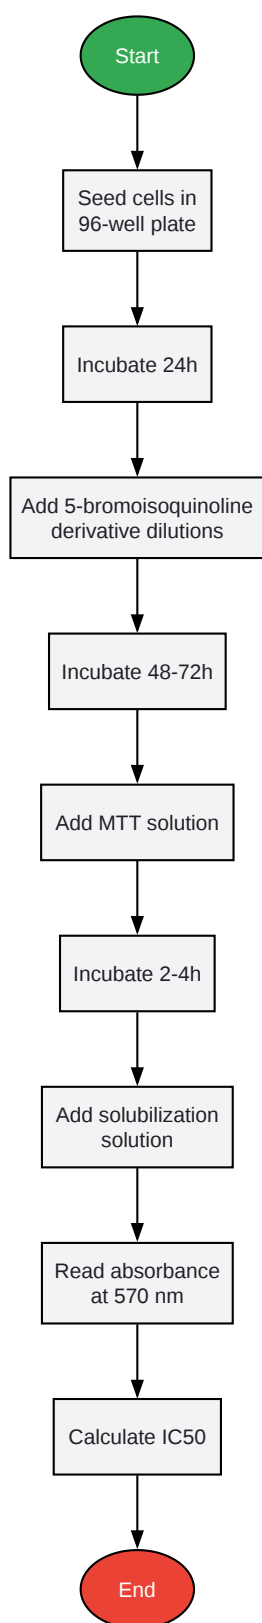 Start
Seed cells in
96-well plate
Incubate 24h
Add 5-bromoisoquinoline
derivative dilutions
Incubate 48-72h
Add MTT solution
Incubate 2-4h
Add solubilization
solution
Read absorbance
at 570 nm
Calculate IC50
End